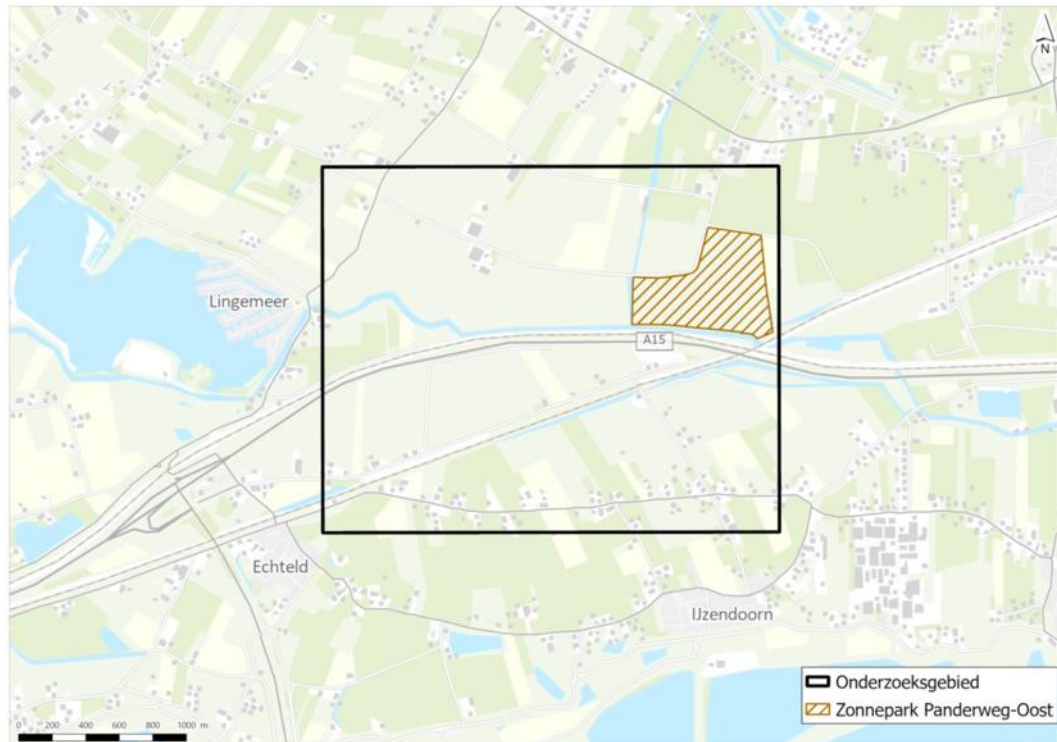 N
Lingemeer
A15
Echteld
IJzendoorn
Onderzoeksgebied
Zonnepark Panderweg-Oost
0 200 400 600 800 1000 m